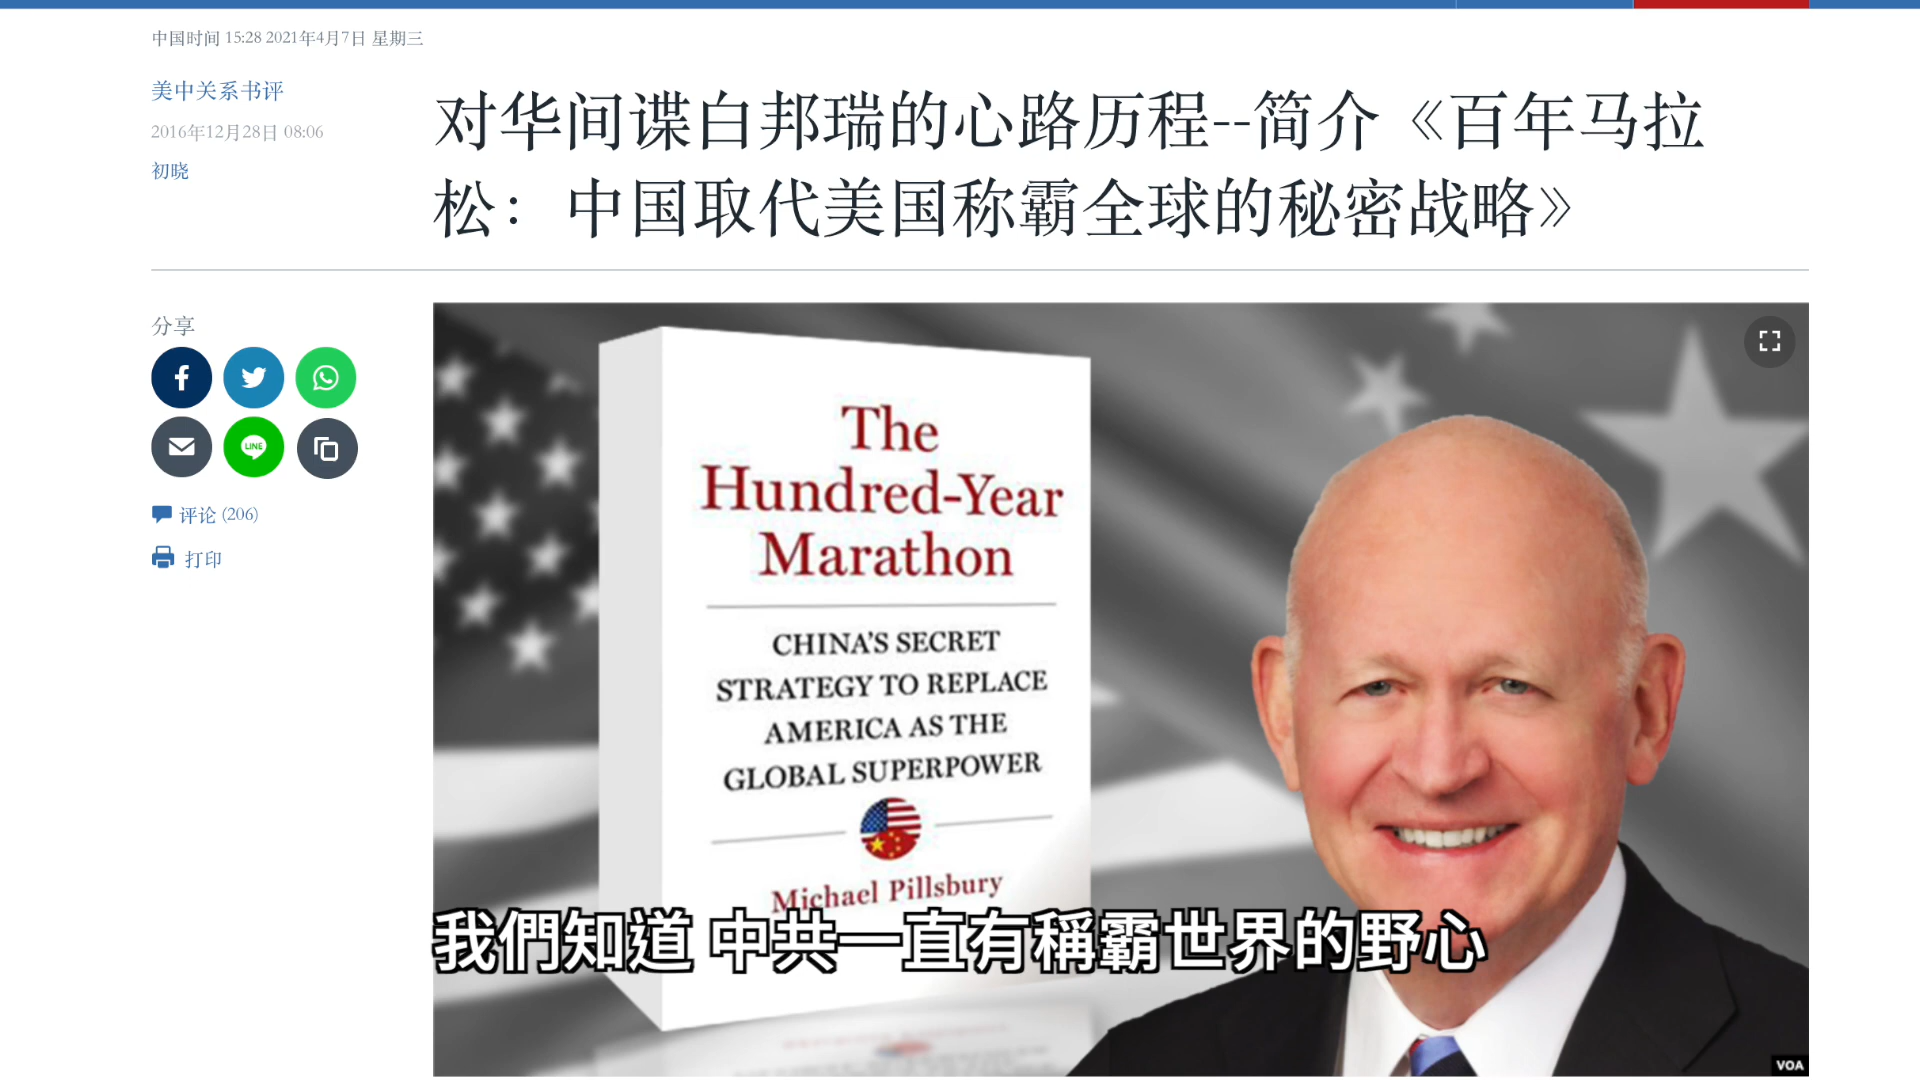 中国时间 15:28 2021年4月7日 星期三
美中关系书评
2016年12月28日 08:06
初晓
对华间谍白邦瑞的心路历程--简介《百年马拉
松：中国取代美国称霸全球的秘密战略》
分享
LINE
评论 (206)
打印
The
Hundred-Year
Marathon
CHINA'S SECRET
STRATEGY TO REPLACE
AMERICA AS THE
GLOBAL SUPERPOWER
Michael Pillsbury
我們知道 中共一直有稱霸世界的野心
VOA